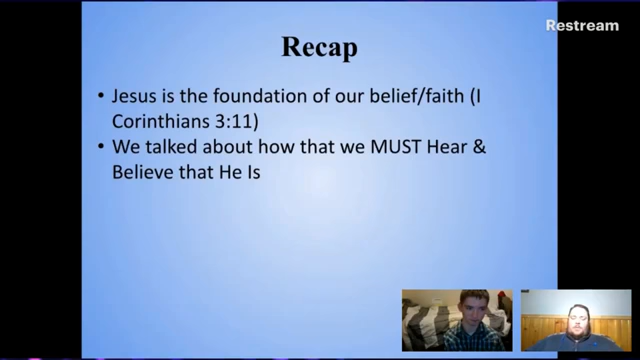 Restream
Recap
• Jesus is the foundation of our belief/faith (I
Corinthians 3:11)
• We talked about how that we MUST Hear &
Believe that He Is